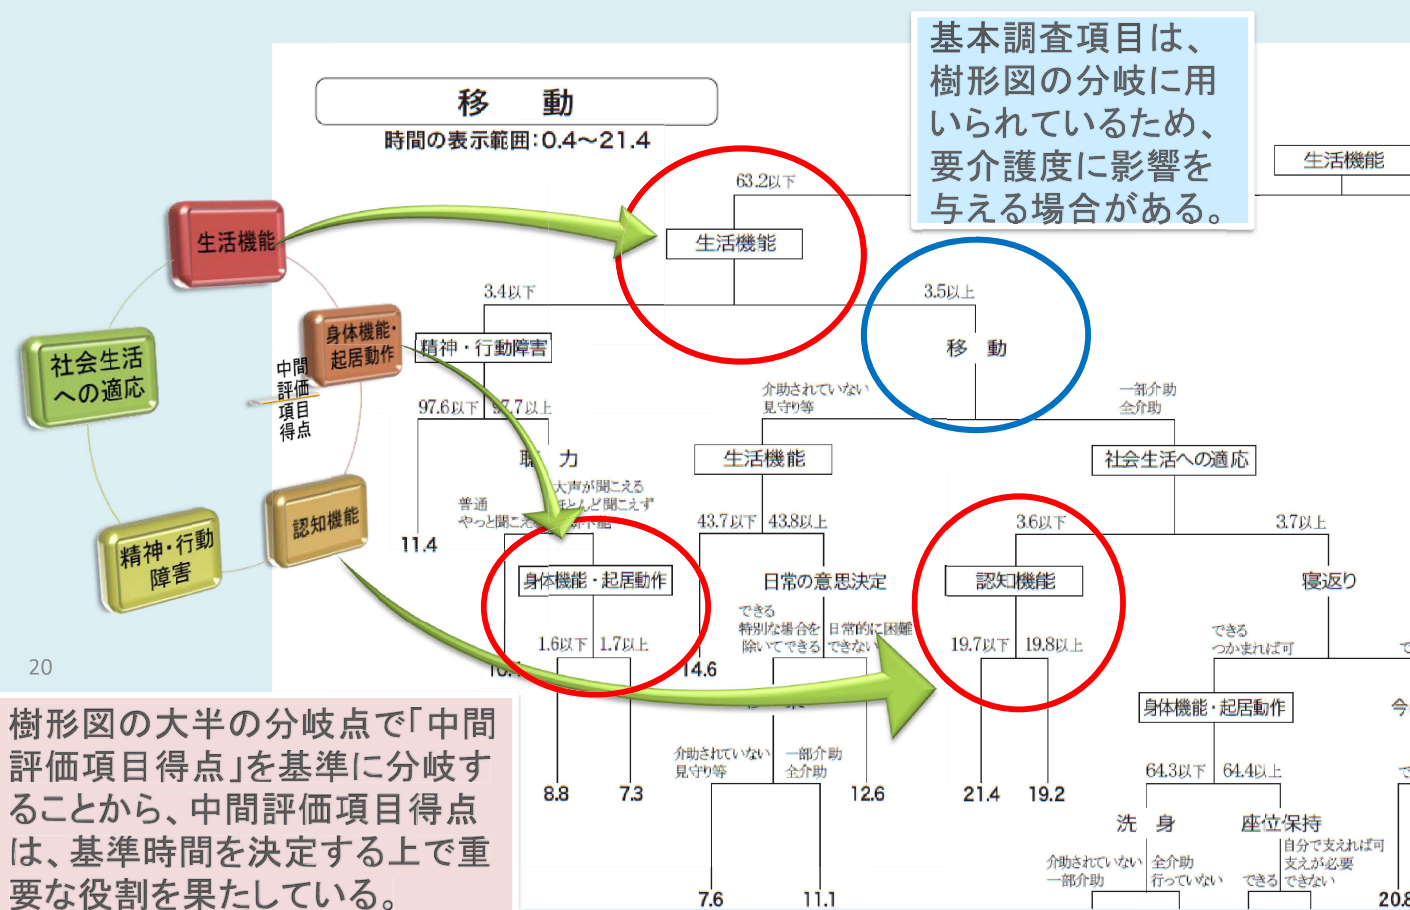 基本調査項目は、
樹形図の分岐に用
いられているため、
要介護度に影響を
与える場合がある。
移 動
時間の表示範囲：0.4～21.4
生活機能
63.2以下
生活機能
生活機能
3.4以下
3.5以上
身体機能・
起居動作
社会生活
への適応
中間
評価
項目
得点
精神・行動障害
移 動
介助されていない
見守り等
一部介助
全介助
97.6以下
97.7以上
聴 力
生活機能
社会生活への適応
大声が聞こえる
ほとんど聞こえず
普通
やっと聞こえる
43.7以下
43.8以上
3.6以下
3.7以上
認知機能
精神・行動
障害
11.4
身体機能・起居動作
日常の意思決定
認知機能
寝返り
できる
特別な場合を
除いてできる
日常的に困難
できない
1.6以下
1.7以上
19.7以下
19.8以上
できる
つかまれば可
20
14.6
身体機能・起居動作
介助されていない
見守り等
一部介助
全介助
64.3以下
64.4以上
8.8
7.3
12.6
21.4
19.2
洗 身
座位保持
介助されていない
一部介助
全介助
行っていない
できる
自分で支えれば可
支えが必要
できない
7.6
11.1
20.8
樹形図の大半の分岐点で「中間
評価項目得点」を基準に分岐す
ることから、中間評価項目得点
は、基準時間を決定する上で重
要な役割を果たしている。